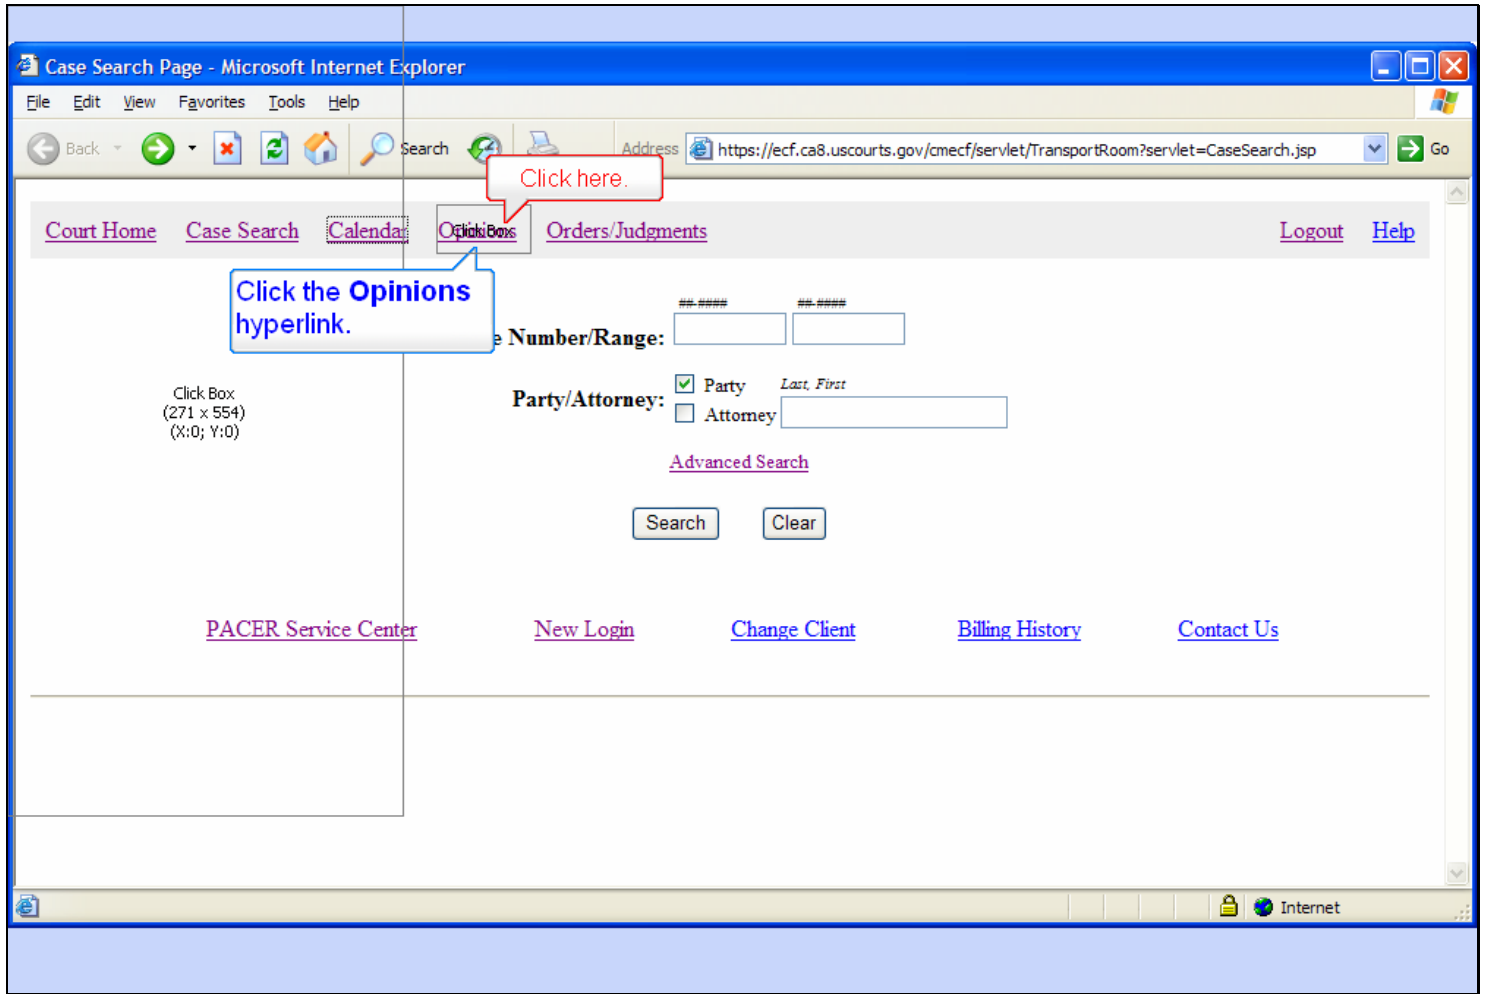 Case Search Page - Microsoft Internet Explorer
File Edit View Favorites Tools Help
Back Search Address https://ecf.ca8.uscourts.gov/cmecf/servlet/TransportRoom?servlet=CaseSearch.jsp Go
Click here.
Court Home Case Search Calendar Opinions Orders/Judgments Logout Help
Click Box
Click the Opinions
hyperlink.
##-#### ##-####
e Number/Range:
Click Box
(271 x 554)
(X:0; Y:0)
Party/Attorney:
Party Last, First
Attorney
Advanced Search
Search Clear
PACER Service Center New Login Change Client Billing History Contact Us
Internet